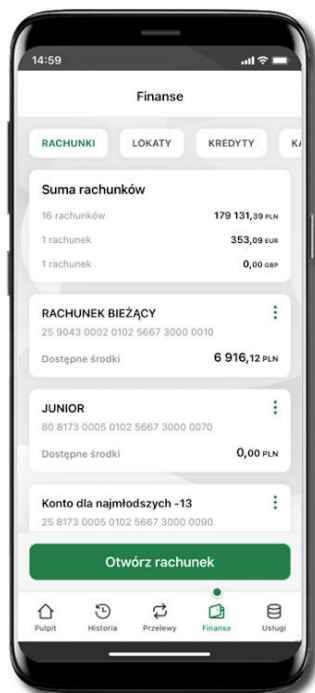 14:59
Finanse
RACHUNKI LOKATY KREDYTY
Suma rachunków
16 rachunków 179 131,39 PLN
1 rachunek 353,09 EUR
1 rachunek 0,00 GBP
RACHUNEK BIEŻĄCY
25 9043 0002 0102 5667 3000 0010
Dostępne środki 6 916,12 PLN
JUNIOR
80 8173 0005 0102 5667 3000 0070
Dostępne środki 0,00 PLN
Konto dla najmłodszych -13
25 8173 0005 0102 5667 3000 0090
Otwórz rachunek
Pulpit Historia Przelewy Finanse Usługi